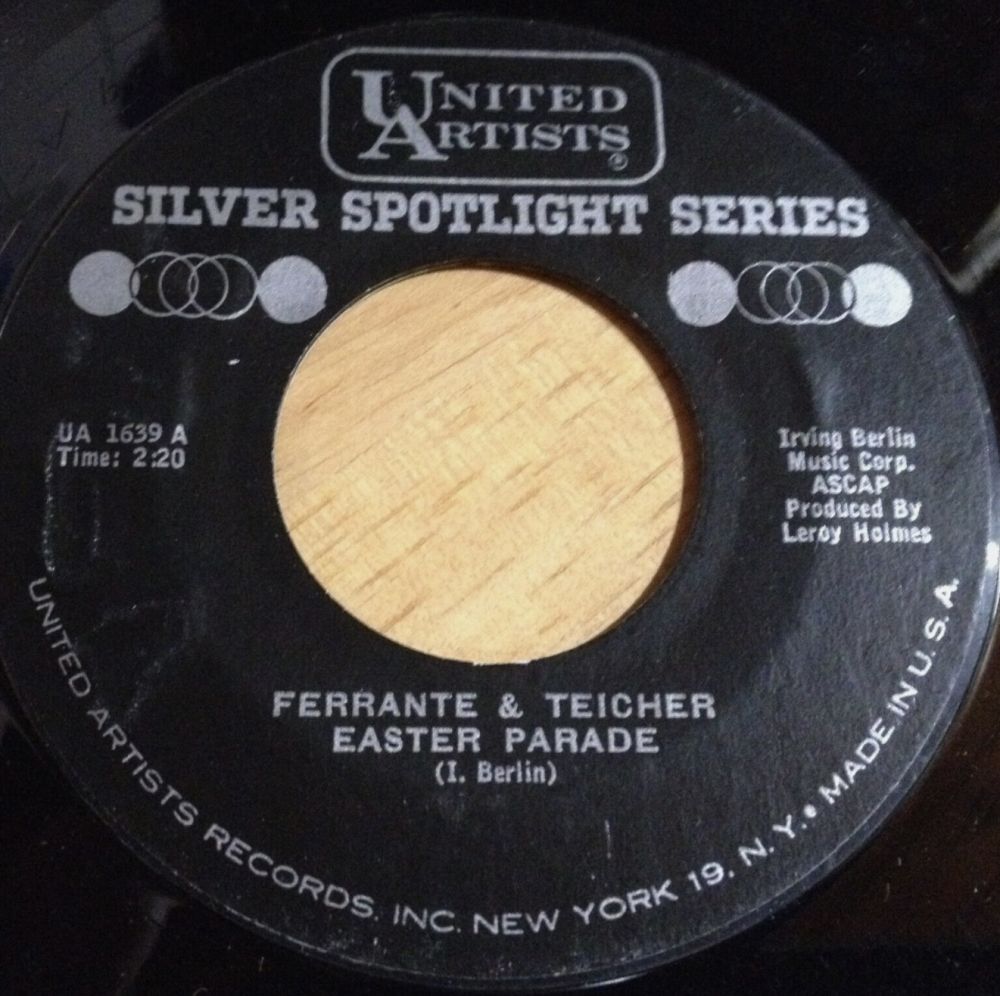 UNITED
ARTISTS®
SILVER SPOTLIGHT SERIES
UA 1639 A
Time: 2:20
Irving Berlin
Music Corp.
ASCAP
Produced By
Leroy Holmes
FERRANTE & TEICHER
EASTER PARADE
(I. Berlin)
UNITED ARTISTS RECORDS, INC. NEW YORK 19, N. Y. • MADE IN U. S. A.